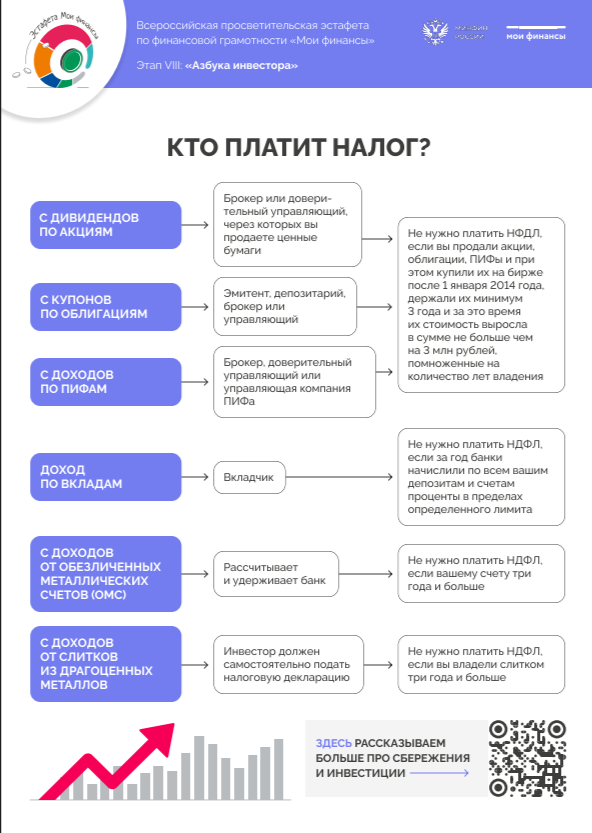 Эстафета Мои финансы
Всероссийская просветительская эстафета
по финансовой грамотности «Мои финансы»
Этап VIII: «Азбука инвестора»
МИНФИН
РОССИИ
мои финансы
КТО ПЛАТИТ НАЛОГ?
С ДИВИДЕНДОВ
ПО АКЦИЯМ
Брокер или довери-
тельный управляющий,
через которых вы
продаете ценные
бумаги
С КУПОНОВ
ПО ОБЛИГАЦИЯМ
Эмитент, депозитарий,
брокер или
управляющий
С ДОХОДОВ
ПО ПИФАМ
Брокер, доверительный
управляющий или
управляющая компания
ПИФа
Не нужно платить НФДЛ,
если вы продали акции,
облигации, ПИФы и при
этом купили их на бирже
после 1 января 2014 года,
держали их минимум
3 года и за это время
их стоимость выросла
в сумме не больше чем
на 3 млн рублей,
помноженные на
количество лет владения
ДОХОД
ПО ВКЛАДАМ
Вкладчик
Не нужно платить НДФЛ,
если за год банки
начислили по всем вашим
депозитам и счетам
проценты в пределах
определенного лимита
С ДОХОДОВ
ОТ ОБЕЗЛИЧЕННЫХ
МЕТАЛЛИЧЕСКИХ
СЧЕТОВ (ОМС)
Рассчитывает
и удерживает банк
Не нужно платить НДФЛ,
если вашему счету три
года и больше
С ДОХОДОВ
ОТ СЛИТКОВ
ИЗ ДРАГОЦЕННЫХ
МЕТАЛЛОВ
Инвестор должен
самостоятельно подать
налоговую декларацию
Не нужно платить НДФЛ,
если вы владели слитком
три года и больше
ЗДЕСЬ РАССКАЗЫВАЕМ
БОЛЬШЕ ПРО СБЕРЕЖЕНИЯ
И ИНВЕСТИЦИИ